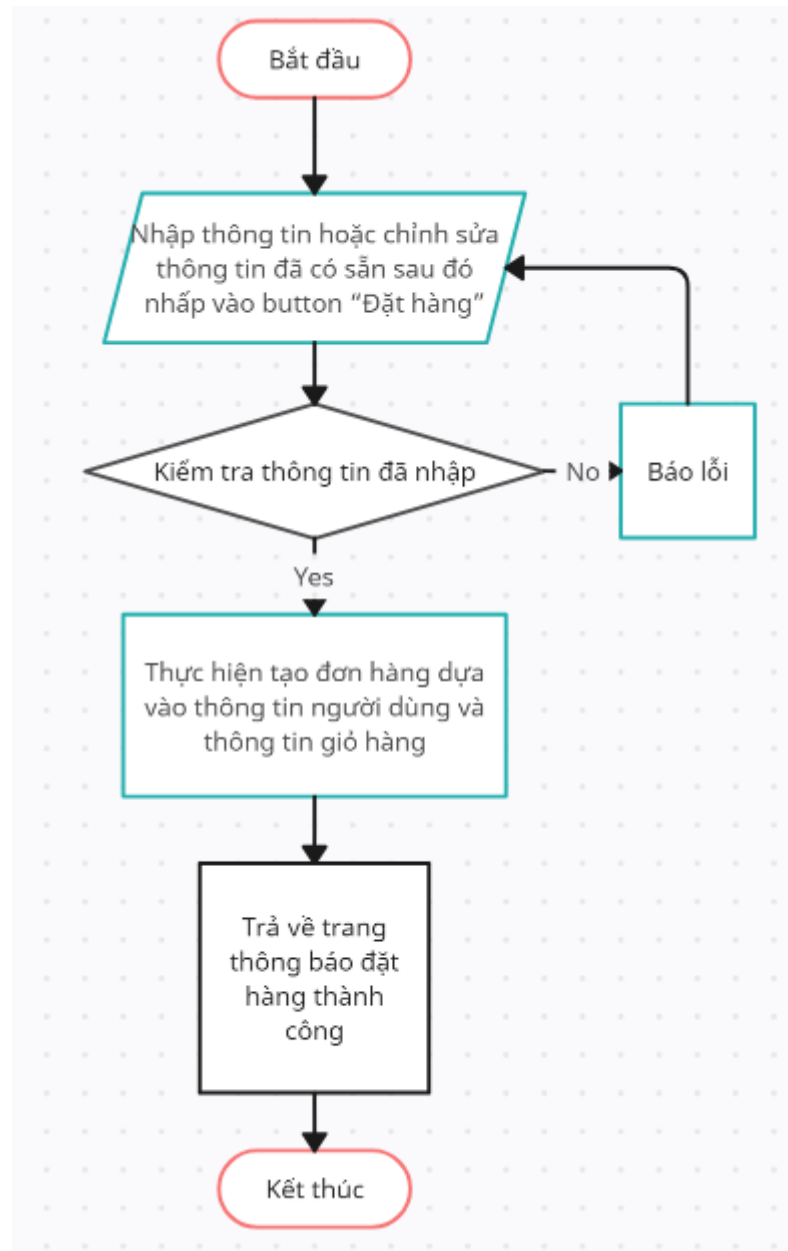 Bắt đầu
Nhập thông tin hoặc chỉnh sửa
thông tin đã có sẵn sau đó
nhấp vào button “Đặt hàng”
Kiểm tra thông tin đã nhập
No
Báo lỗi
Yes
Thực hiện tạo đơn hàng dựa
vào thông tin người dùng và
thông tin giỏ hàng
Trả về trang
thông báo đặt
hàng thành
công
Kết thúc